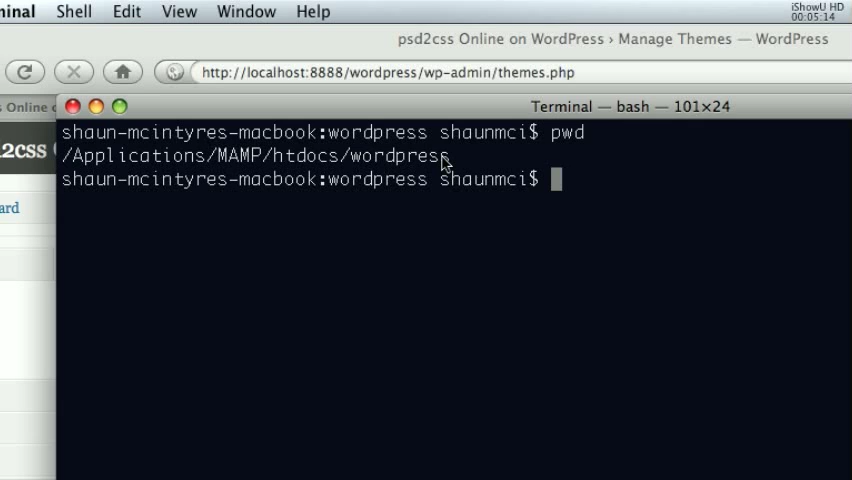 minal Shell Edit View Window Help
iShowU HD
00:05:14
psd2css Online on WordPress › Manage Themes — WordPress
http://localhost:8888/wordpress/wp-admin/themes.php
s Online
Terminal — bash — 101×24
shaun-mcintyres-macbook:wordpress shaunmci$ pwd
2css
/Applications/MAMP/htdocs/wordpress
shaun-mcintyres-macbook:wordpress shaunmci$
ard